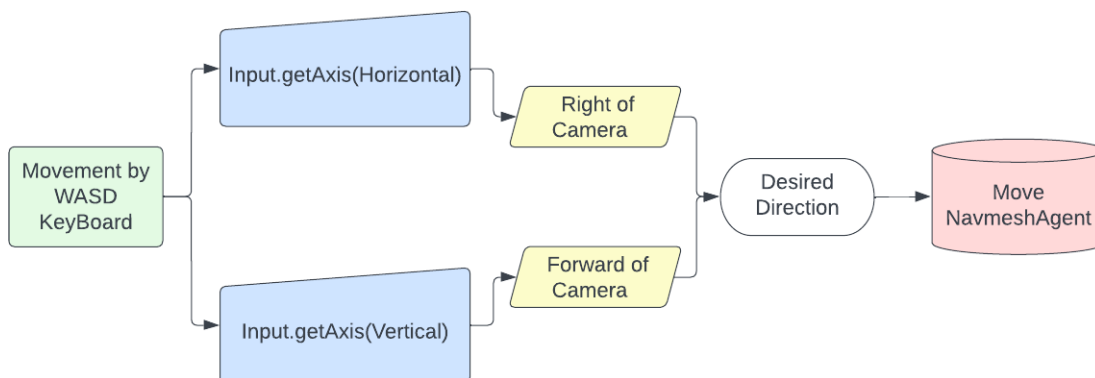 Movement by
WASD
KeyBoard
Input.getAxis(Horizontal)
Right of
Camera
Input.getAxis(Vertical)
Forward of
Camera
Desired
Direction
Move
NavmeshAgent